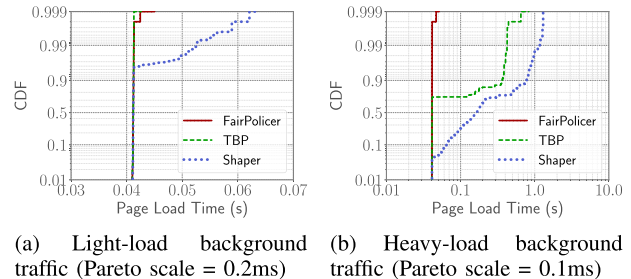 0.999
0.99
0.9
0.5
0.1
0.01
CDF
FairPolicer
TBP
Shaper
0.03 0.04 0.05 0.06 0.07
Page Load Time (s)
(a) Light-load background
traffic (Pareto scale = 0.2ms)
0.999
0.99
0.9
0.5
0.1
0.01
CDF
FairPolicer
TBP
Shaper
0.01 0.1 1.0 10.0
Page Load Time (s)
(b) Heavy-load background
traffic (Pareto scale = 0.1ms)